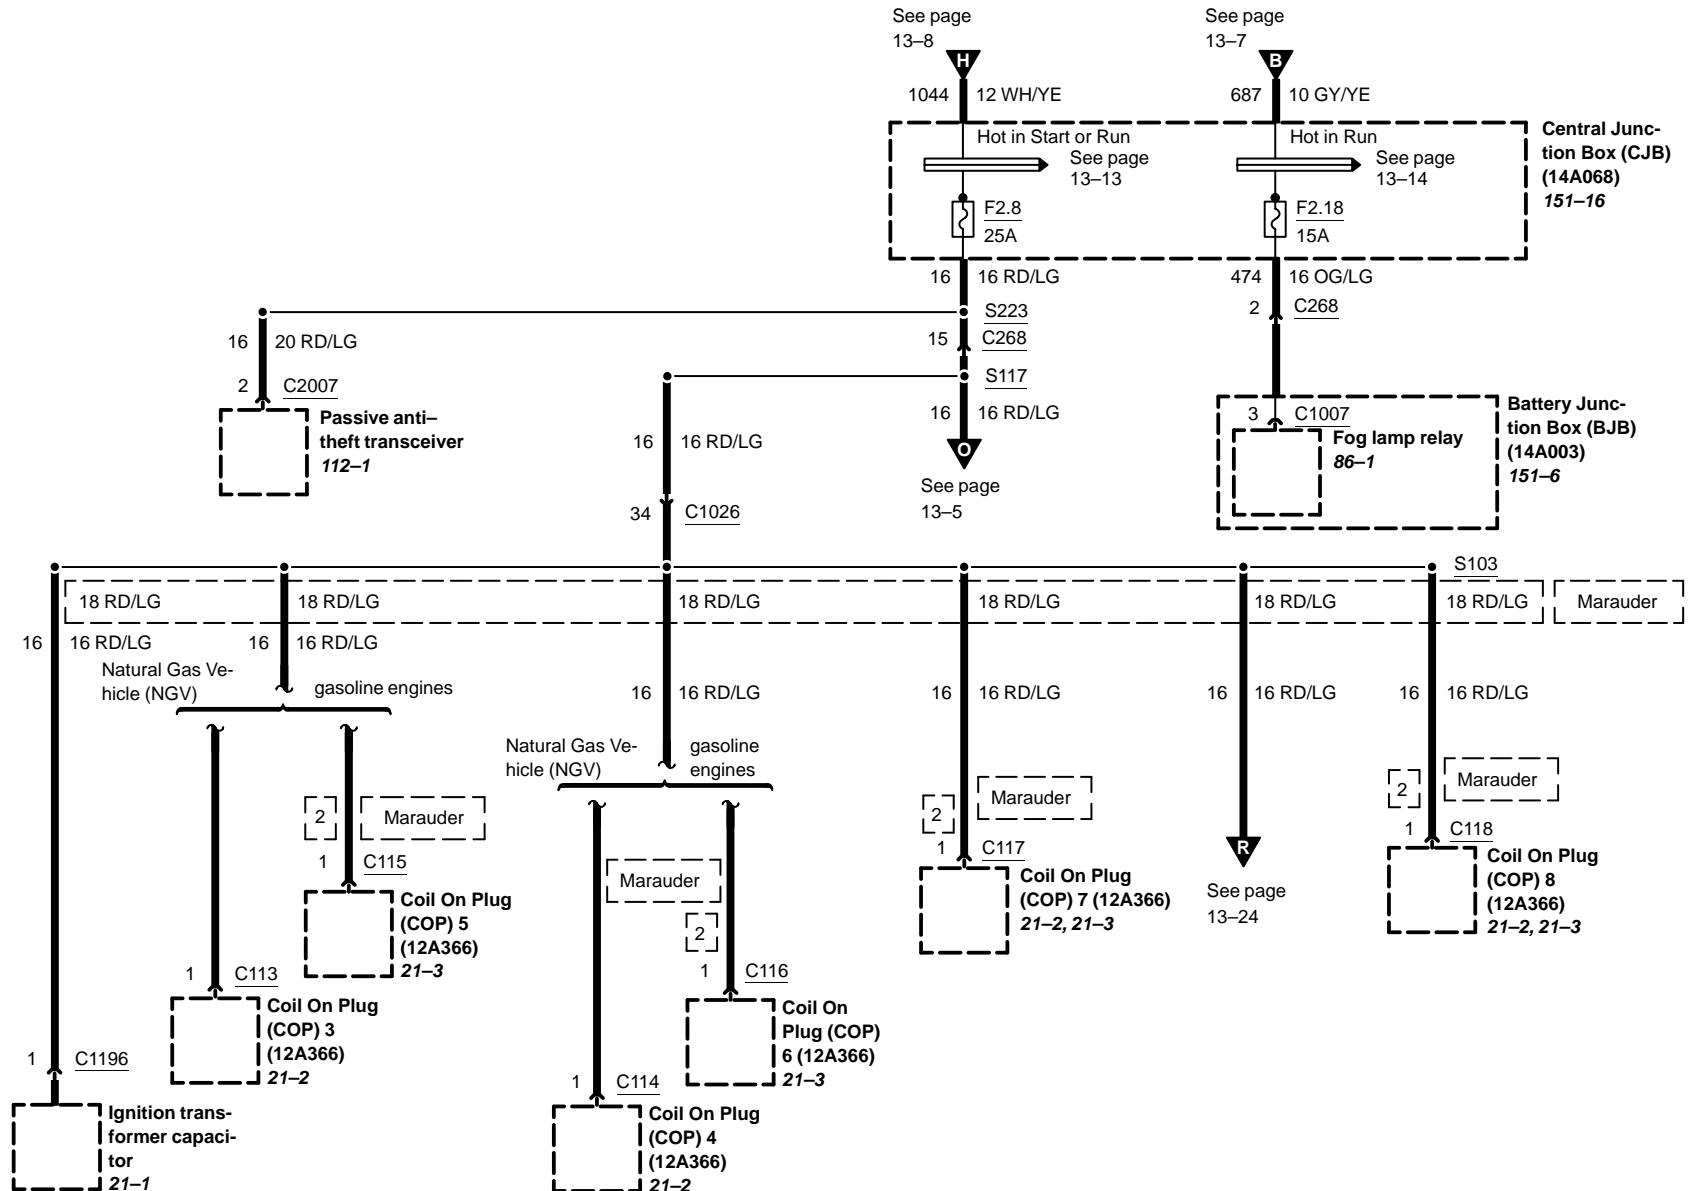 See page
13–8
H
See page
13–7
B
1044
12 WH/YE
687
10 GY/YE
Hot in Start or Run
See page
13–13
F2.8
25A
Hot in Run
See page
13–14
F2.18
15A
Central Junc-
tion Box (CJB)
(14A068)
151–16
16
16 RD/LG
474
16 OG/LG
S223
2
C268
15
C268
16
20 RD/LG
S117
2
C2007
Passive anti–
theft transceiver
112–1
16
16 RD/LG
16
16 RD/LG
O
See page
13–5
3
C1007
Fog lamp relay
86–1
Battery Junc-
tion Box (BJB)
(14A003)
151–6
34
C1026
S103
18 RD/LG
18 RD/LG
18 RD/LG
18 RD/LG
18 RD/LG
18 RD/LG
Marauder
16
16 RD/LG
16
16 RD/LG
Natural Gas Ve-
hicle (NGV)
gasoline engines
16
16 RD/LG
16
16 RD/LG
16
16 RD/LG
16
16 RD/LG
Natural Gas Ve-
hicle (NGV)
gasoline
engines
2
Marauder
1
C115
Coil On Plug
(COP) 5
(12A366)
21–3
2
Marauder
1
C117
Coil On Plug
(COP) 7 (12A366)
21–2, 21–3
R
See page
13–24
2
Marauder
1
C118
Coil On Plug
(COP) 8
(12A366)
21–2, 21–3
Marauder
2
1
C116
Coil On
Plug (COP)
6 (12A366)
21–3
1
C113
Coil On Plug
(COP) 3
(12A366)
21–2
1
C1196
Ignition trans-
former capaci-
tor
21–1
1
C114
Coil On Plug
(COP) 4
(12A366)
21–2